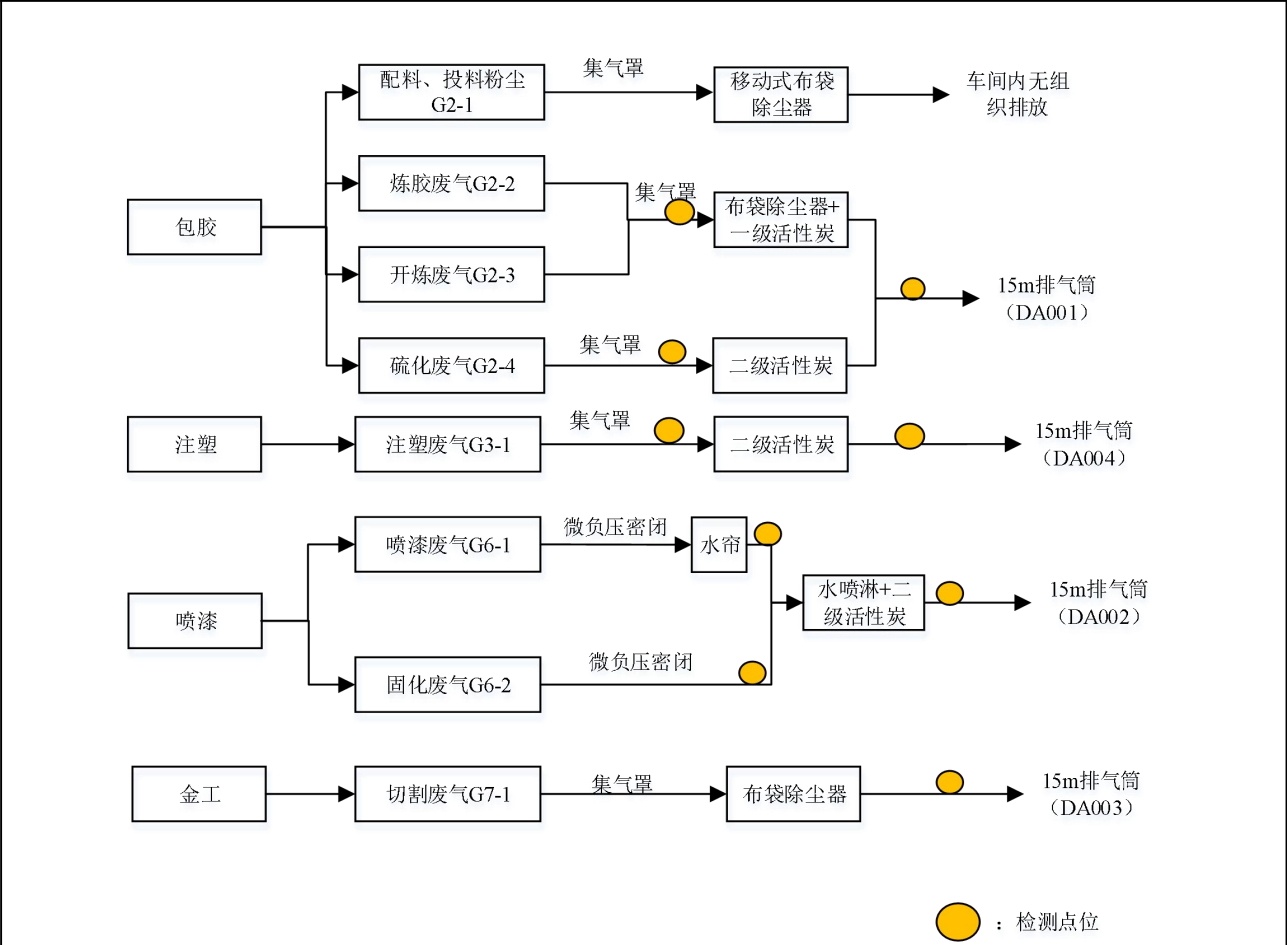 配料、投料粉尘
G2-1
集气罩
移动式布袋
除尘器
车间内无组
织排放
炼胶废气G2-2
集气罩
布袋除尘器+
一级活性炭
包胶
开炼废气G2-3
15m排气筒
（DA001）
硫化废气G2-4
集气罩
二级活性炭
注塑
注塑废气G3-1
集气罩
二级活性炭
15m排气筒
（DA004）
喷漆废气G6-1
微负压密闭
水帘
喷漆
水喷淋+二
级活性炭
15m排气筒
（DA002）
固化废气G6-2
微负压密闭
金工
切割废气G7-1
集气罩
布袋除尘器
15m排气筒
（DA003）
：检测点位